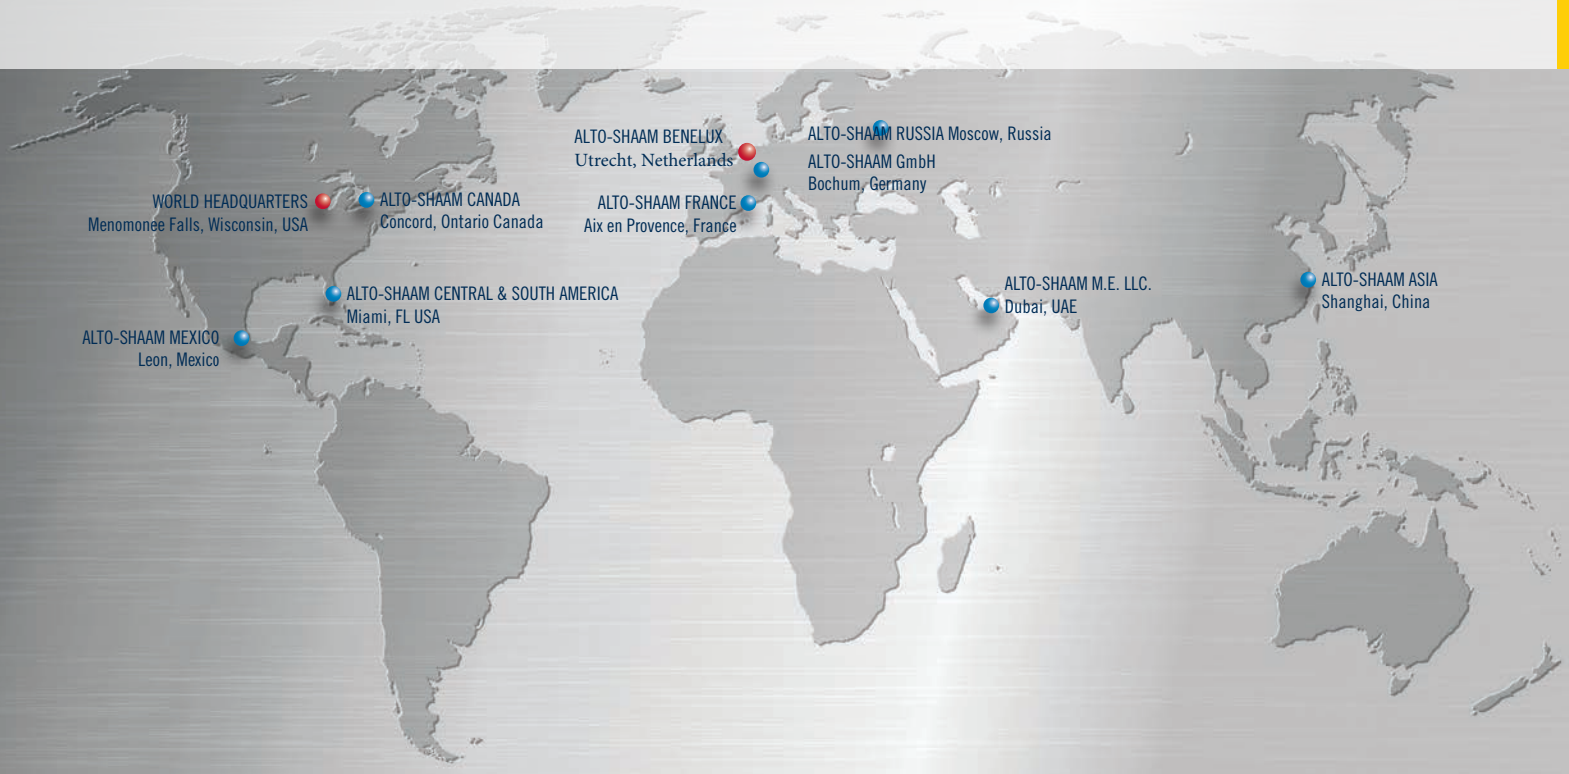 ALTO-SHAAM BENELUX
Utrecht, Netherlands
ALTO-SHAAM RUSSIA Moscow, Russia
ALTO-SHAAM GmbH
Bochum, Germany
WORLD HEADQUARTERS
Menomonee Falls, Wisconsin, USA
ALTO-SHAAM CANADA
Concord, Ontario Canada
ALTO-SHAAM FRANCE
Aix en Provence, France
ALTO-SHAAM CENTRAL & SOUTH AMERICA
Miami, FL USA
ALTO-SHAAM M.E. LLC.
Dubai, UAE
ALTO-SHAAM ASIA
Shanghai, China
ALTO-SHAAM MEXICO
Leon, Mexico